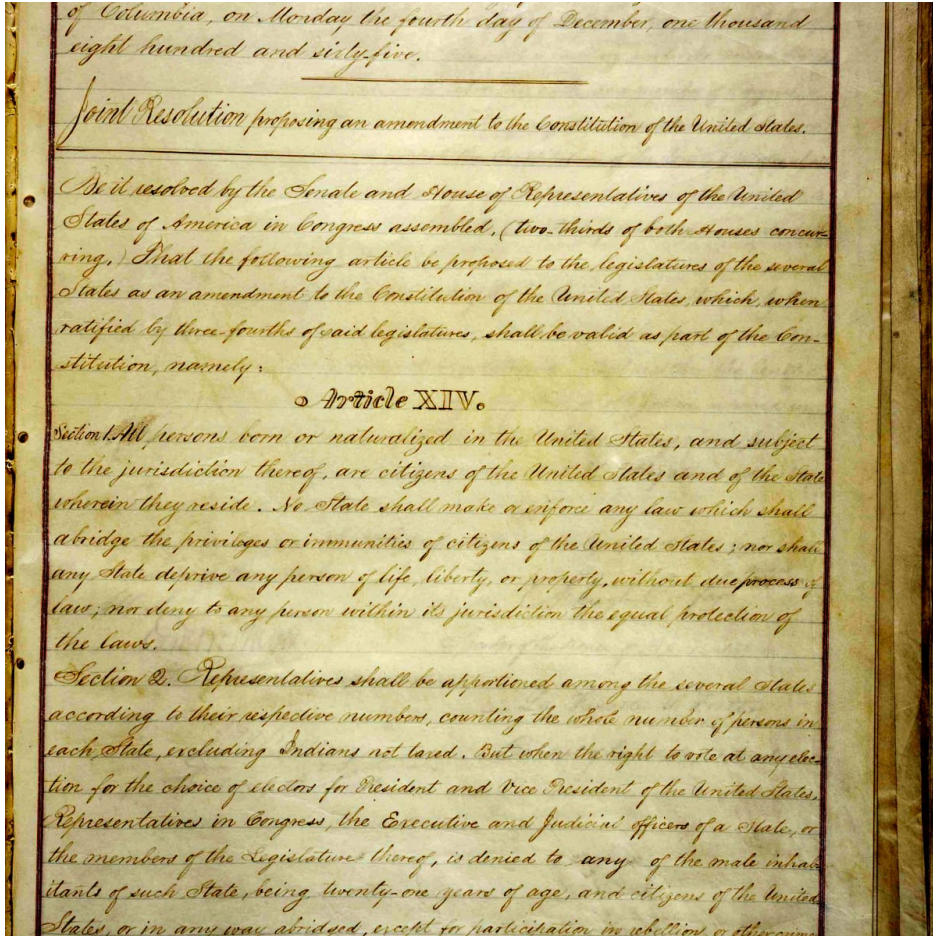 of Columbia, on Monday the fourth day of December, one thousand
eight hundred and sixty-five.
Joint Resolution proposing an amendment to the Constitution of the United States.
Be it resolved by the Senate and House of Representatives of the United
States of America in Congress assembled, (two-thirds of both Houses concur-
ring,) That the following article be proposed to the legislatures of the several
States as an amendment to the Constitution of the United States, which, when
ratified by three-fourths of said legislatures, shall be valid as part of the Con-
stitution, namely:
Article XIV.
Section 1. All persons born or naturalized in the United States, and subject
to the jurisdiction thereof, are citizens of the United States and of the State
wherein they reside. No State shall make or enforce any law which shall
abridge the privileges or immunities of citizens of the United States; nor shall
any State deprive any person of life, liberty, or property, without due process of
law; nor deny to any person within its jurisdiction the equal protection of
the laws.
Section 2. Representatives shall be apportioned among the several States
according to their respective numbers, counting the whole number of persons in
each State, excluding Indians not taxed. But when the right to vote at any elec-
tion for the choice of electors for President and Vice President of the United States,
Representatives in Congress, the Executive and Judicial officers of a State, or
the members of the Legislature thereof, is denied to any of the male inhab-
itants of such State, being twenty-one years of age, and citizens of the United
States, or in any way abridged, except for participation in rebellion, or other crime